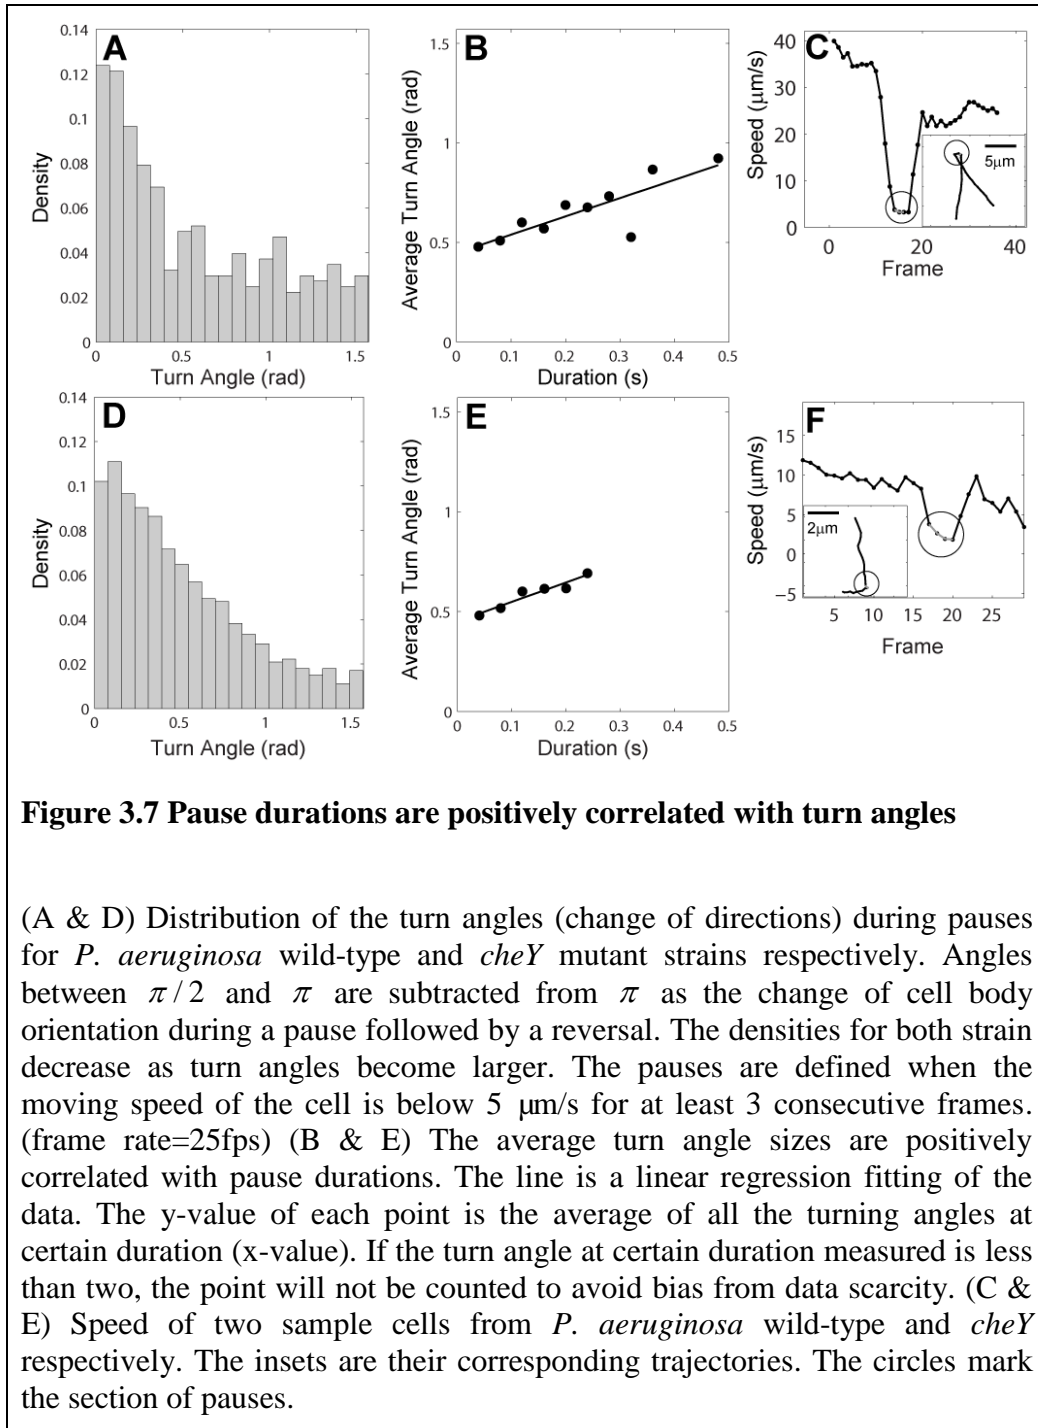 A
0.14
0.12
0.1
0.08
0.06
0.04
0.02
0
0
0.5
1
1.5
Density
Turn Angle (rad)
B
1.5
1
0.5
0
0
0.1
0.2
0.3
0.4
0.5
Average Turn Angle (rad)
Duration (s)
C
40
30
20
10
0
0
20
40
Speed (μm/s)
Frame
5μm
D
0.14
0.12
0.1
0.08
0.06
0.04
0.02
0
0
0.5
1
1.5
Density
Turn Angle (rad)
E
1.5
1
0.5
0
0
0.1
0.2
0.3
0.4
0.5
Average Turn Angle (rad)
Duration (s)
F
15
10
5
0
−5
5
10
15
20
25
Speed (μm/s)
Frame
2μm
Figure 3.7 Pause durations are positively correlated with turn angles
(A & D) Distribution of the turn angles (change of directions) during pauses
for P. aeruginosa wild-type and cheY mutant strains respectively. Angles
between π / 2 and π are subtracted from π as the change of cell body
orientation during a pause followed by a reversal. The densities for both strain
decrease as turn angles become larger. The pauses are defined when the
moving speed of the cell is below 5 μm/s for at least 3 consecutive frames.
(frame rate=25fps) (B & E) The average turn angle sizes are positively
correlated with pause durations. The line is a linear regression fitting of the
data. The y-value of each point is the average of all the turning angles at
certain duration (x-value). If the turn angle at certain duration measured is less
than two, the point will not be counted to avoid bias from data scarcity. (C &
E) Speed of two sample cells from P. aeruginosa wild-type and cheY
respectively. The insets are their corresponding trajectories. The circles mark
the section of pauses.